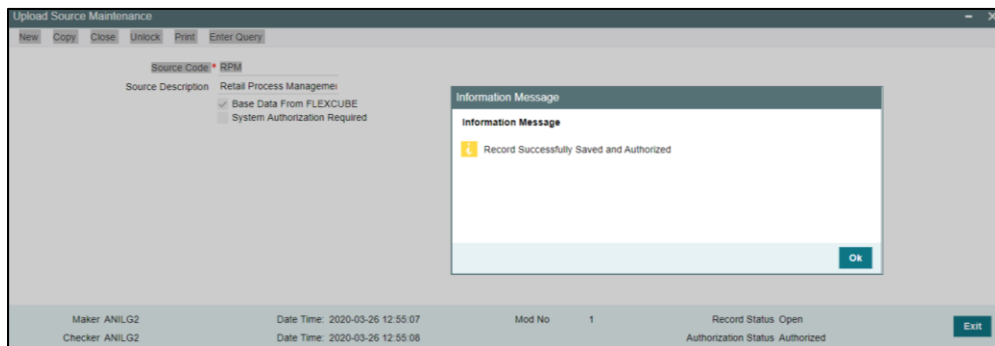 Upload Source Maintenance
New Copy Close Unlock Print Enter Query
Source Code * RPM
Source Description Retail Process Managemer
Base Data From FLEXCUBE
System Authorization Required
Information Message
Information Message
Record Successfully Saved and Authorized
Ok
Maker ANILG2 Date Time: 2020-03-26 12:55:07 Mod No 1 Record Status Open
Checker ANILG2 Date Time: 2020-03-26 12:55:08 Authorization Status Authorized
Exit